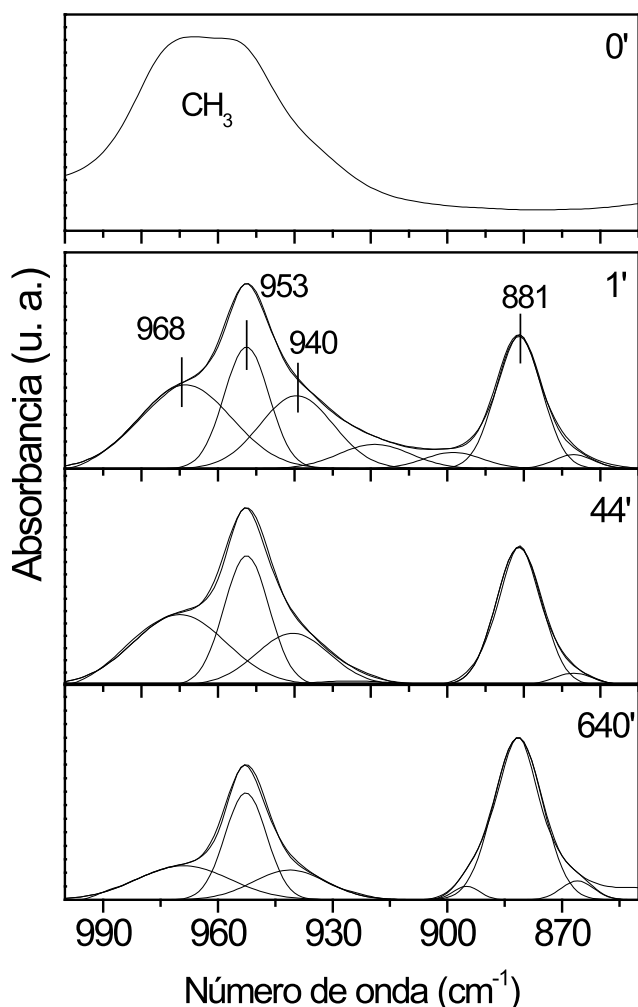 0'
CH₃
Absorbancia (u. a.)
1'
953
881
968
940
44'
640'
990 960 930 900 870
Número de onda (cm⁻¹)